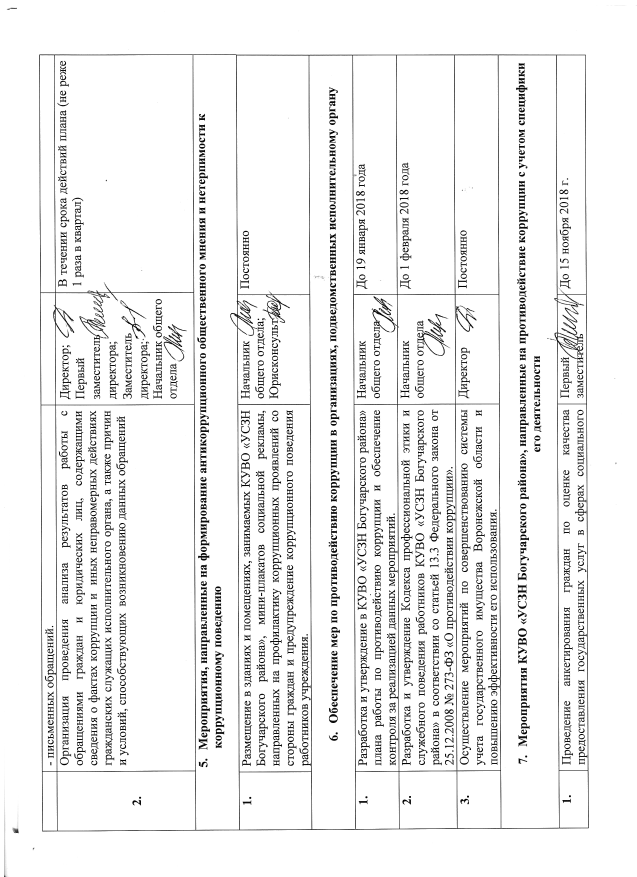 - письменных обращений.
2.
Организация проведения анализа результатов работы с
обращениями граждан и юридических лиц, содержащими
сведения о фактах коррупции и иных неправомерных действиях
гражданских служащих исполнительного органа, а также причин
и условий, способствующих возникновению данных обращений
Директор;
Первый
заместитель
директора;
Заместитель
директора;
Начальник общего
отдела
В течении срока действий плана (не реже
1 раза в квартал)
5. Мероприятия, направленные на формирование антикоррупционного общественного мнения и нетерпимости к
коррупционному поведению
1.
Размещение в зданиях и помещениях, занимаемых КУВО «УСЗН
Богучарского района», мини-плакатов социальной рекламы,
направленных на профилактику коррупционных проявлений со
стороны граждан и предупреждение коррупционного поведения
работников учреждения.
Начальник
общего отдела;
Юрисконсульт
Постоянно
6. Обеспечение мер по противодействию коррупции в организациях, подведомственных исполнительному органу
1.
Разработка и утверждение в КУВО «УСЗН Богучарского района»
плана работы по противодействию коррупции и обеспечение
контроля за реализацией данных мероприятий.
Начальник
общего отдела
До 19 января 2018 года
2.
Разработка и утверждение Кодекса профессиональной этики и
служебного поведения работников КУВО «УСЗН Богучарского
района» в соответствии со статьей 13.3 Федерального закона от
25.12.2008 № 273-ФЗ «О противодействии коррупции».
Начальник
общего отдела
До 1 февраля 2018 года
3.
Осуществление мероприятий по совершенствованию системы
учета государственного имущества Воронежской области и
повышению эффективности его использования.
Директор
Постоянно
7. Мероприятия КУВО «УСЗН Богучарского района», направленные на противодействие коррупции с учетом специфики
его деятельности
1.
Проведение анкетирования граждан по оценке качества
предоставления государственных услуг в сферах социального
Первый
заместитель
До 15 ноября 2018 г.